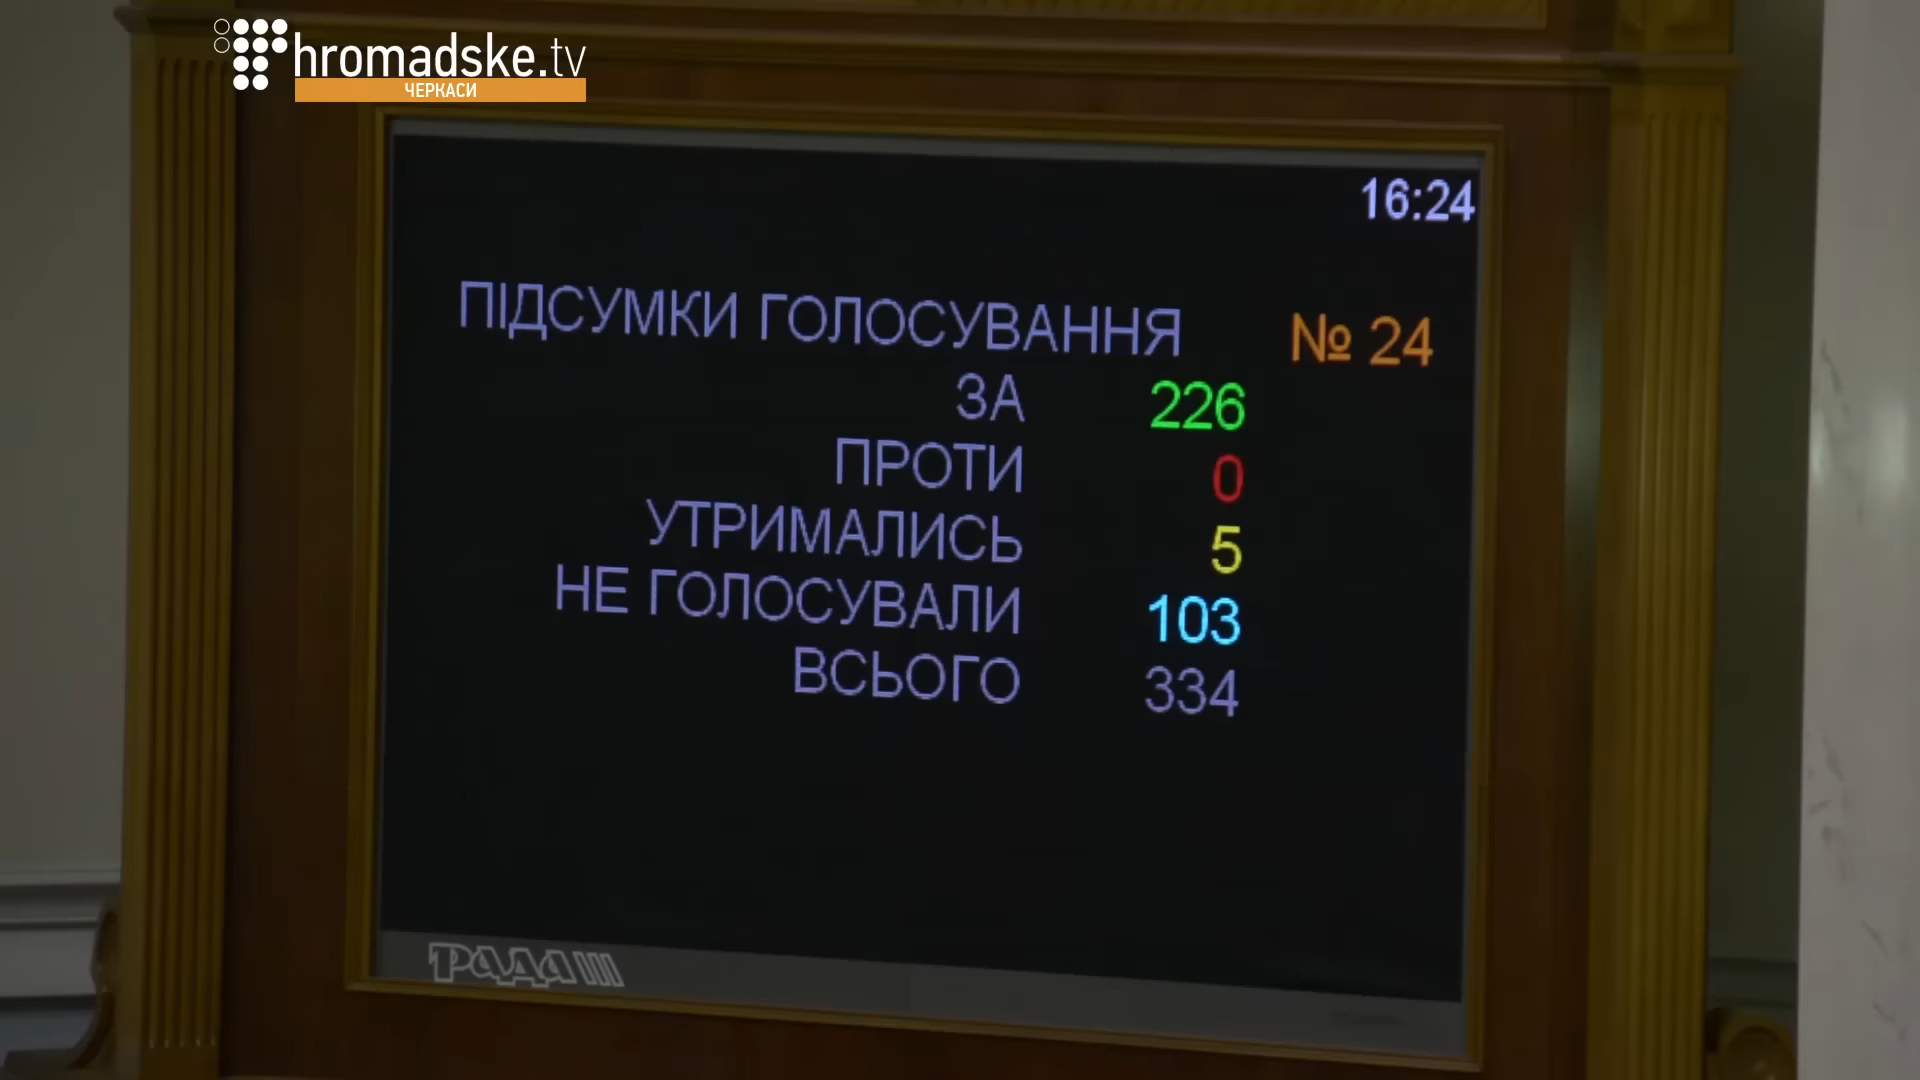 hromadske.tv
ЧЕРКАСИ
16:24
ПІДСУМКИ ГОЛОСУВАННЯ № 24
ЗА 226
ПРОТИ 0
УТРИМАЛИСЬ 5
НЕ ГОЛОСУВАЛИ 103
ВСЬОГО 334
РАДА III